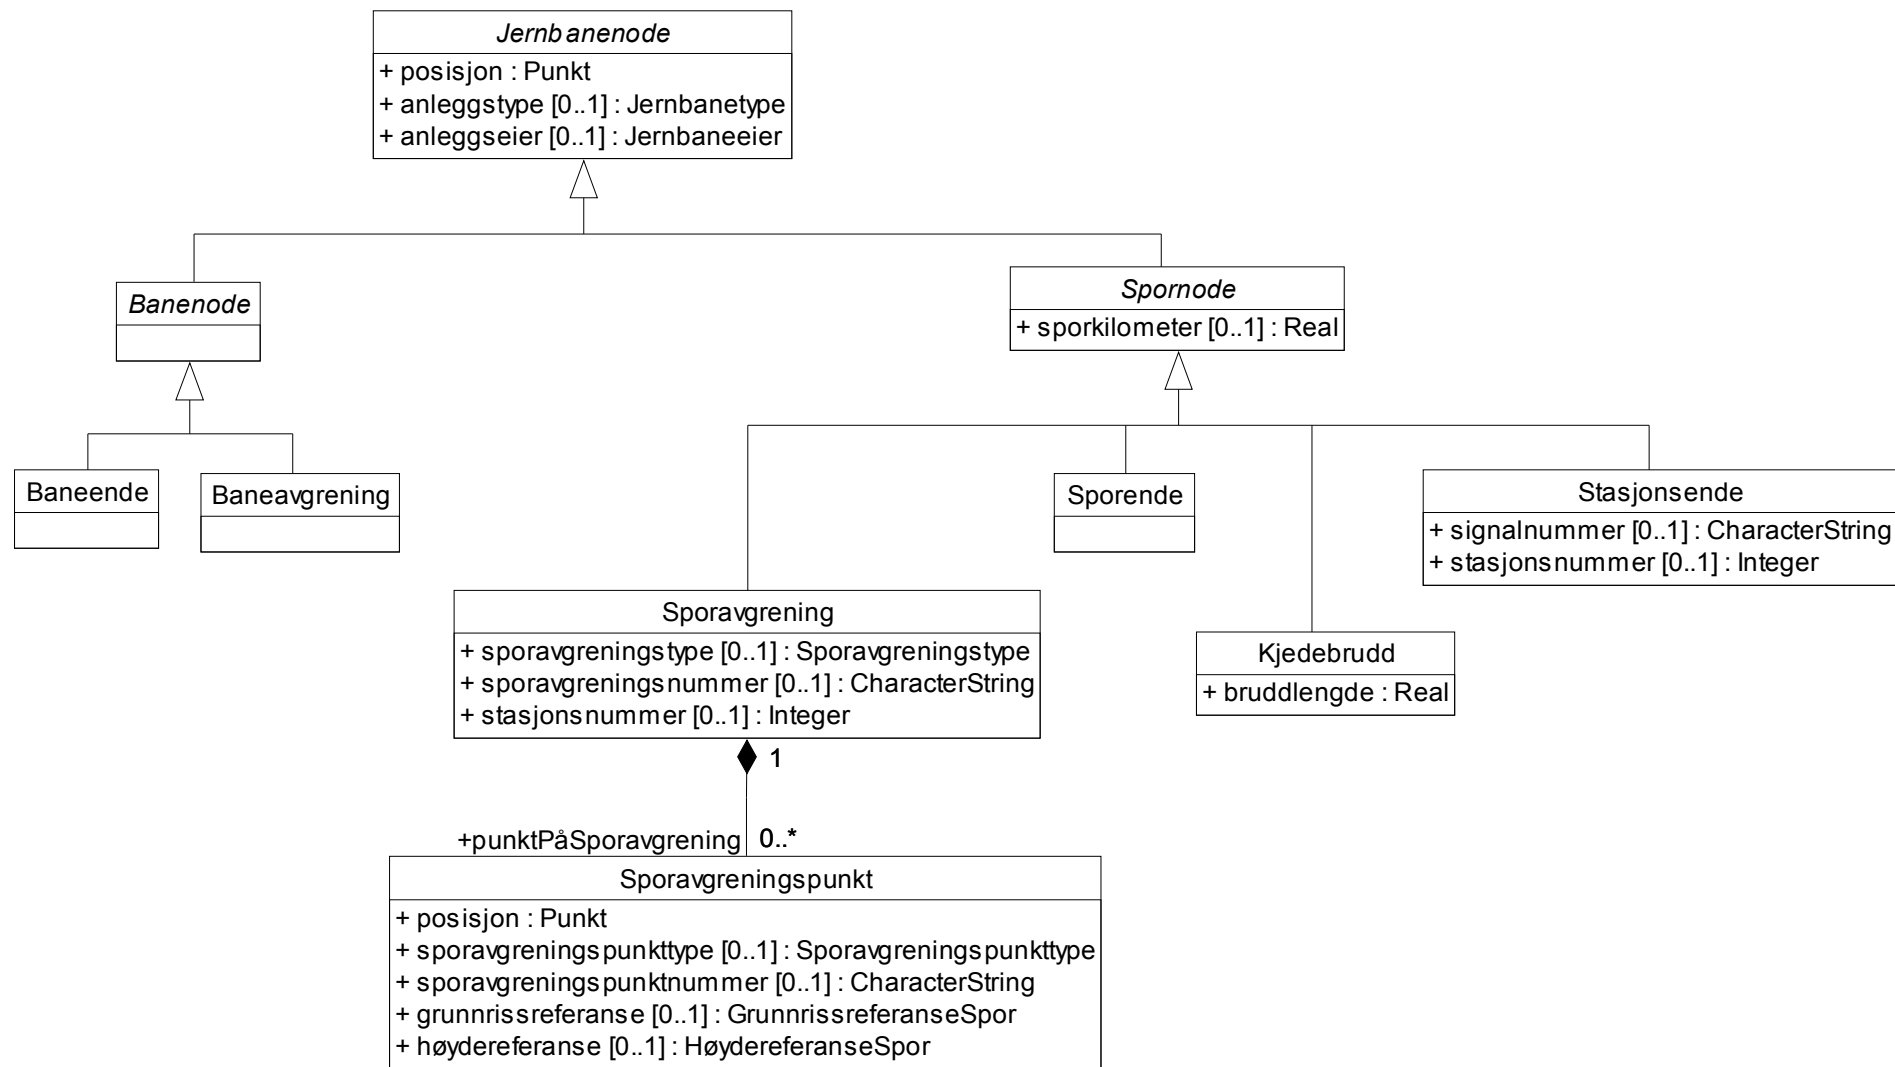 Jernbanenode
+ posisjon : Punkt
+ anleggstype [0..1] : Jernbanetype
+ anleggseier [0..1] : Jernbaneeier
Banenode
Spornode
+ sporkilometer [0..1] : Real
Baneende
Baneavgrening
Sporende
Stasjonsende
+ signalnummer [0..1] : CharacterString
+ stasjonsnummer [0..1] : Integer
Sporavgrening
+ sporavgreningstype [0..1] : Sporavgreningstype
+ sporavgreningsnummer [0..1] : CharacterString
+ stasjonsnummer [0..1] : Integer
Kjedebrudd
+ bruddlengde : Real
1
+punktPåSporavgrening 0..*
Sporavgreningspunkt
+ posisjon : Punkt
+ sporavgreningspunkttype [0..1] : Sporavgreningspunkttype
+ sporavgreningspunktnummer [0..1] : CharacterString
+ grunnrissreferanse [0..1] : GrunnrissreferanseSpor
+ høydereferanse [0..1] : HøydereferanseSpor